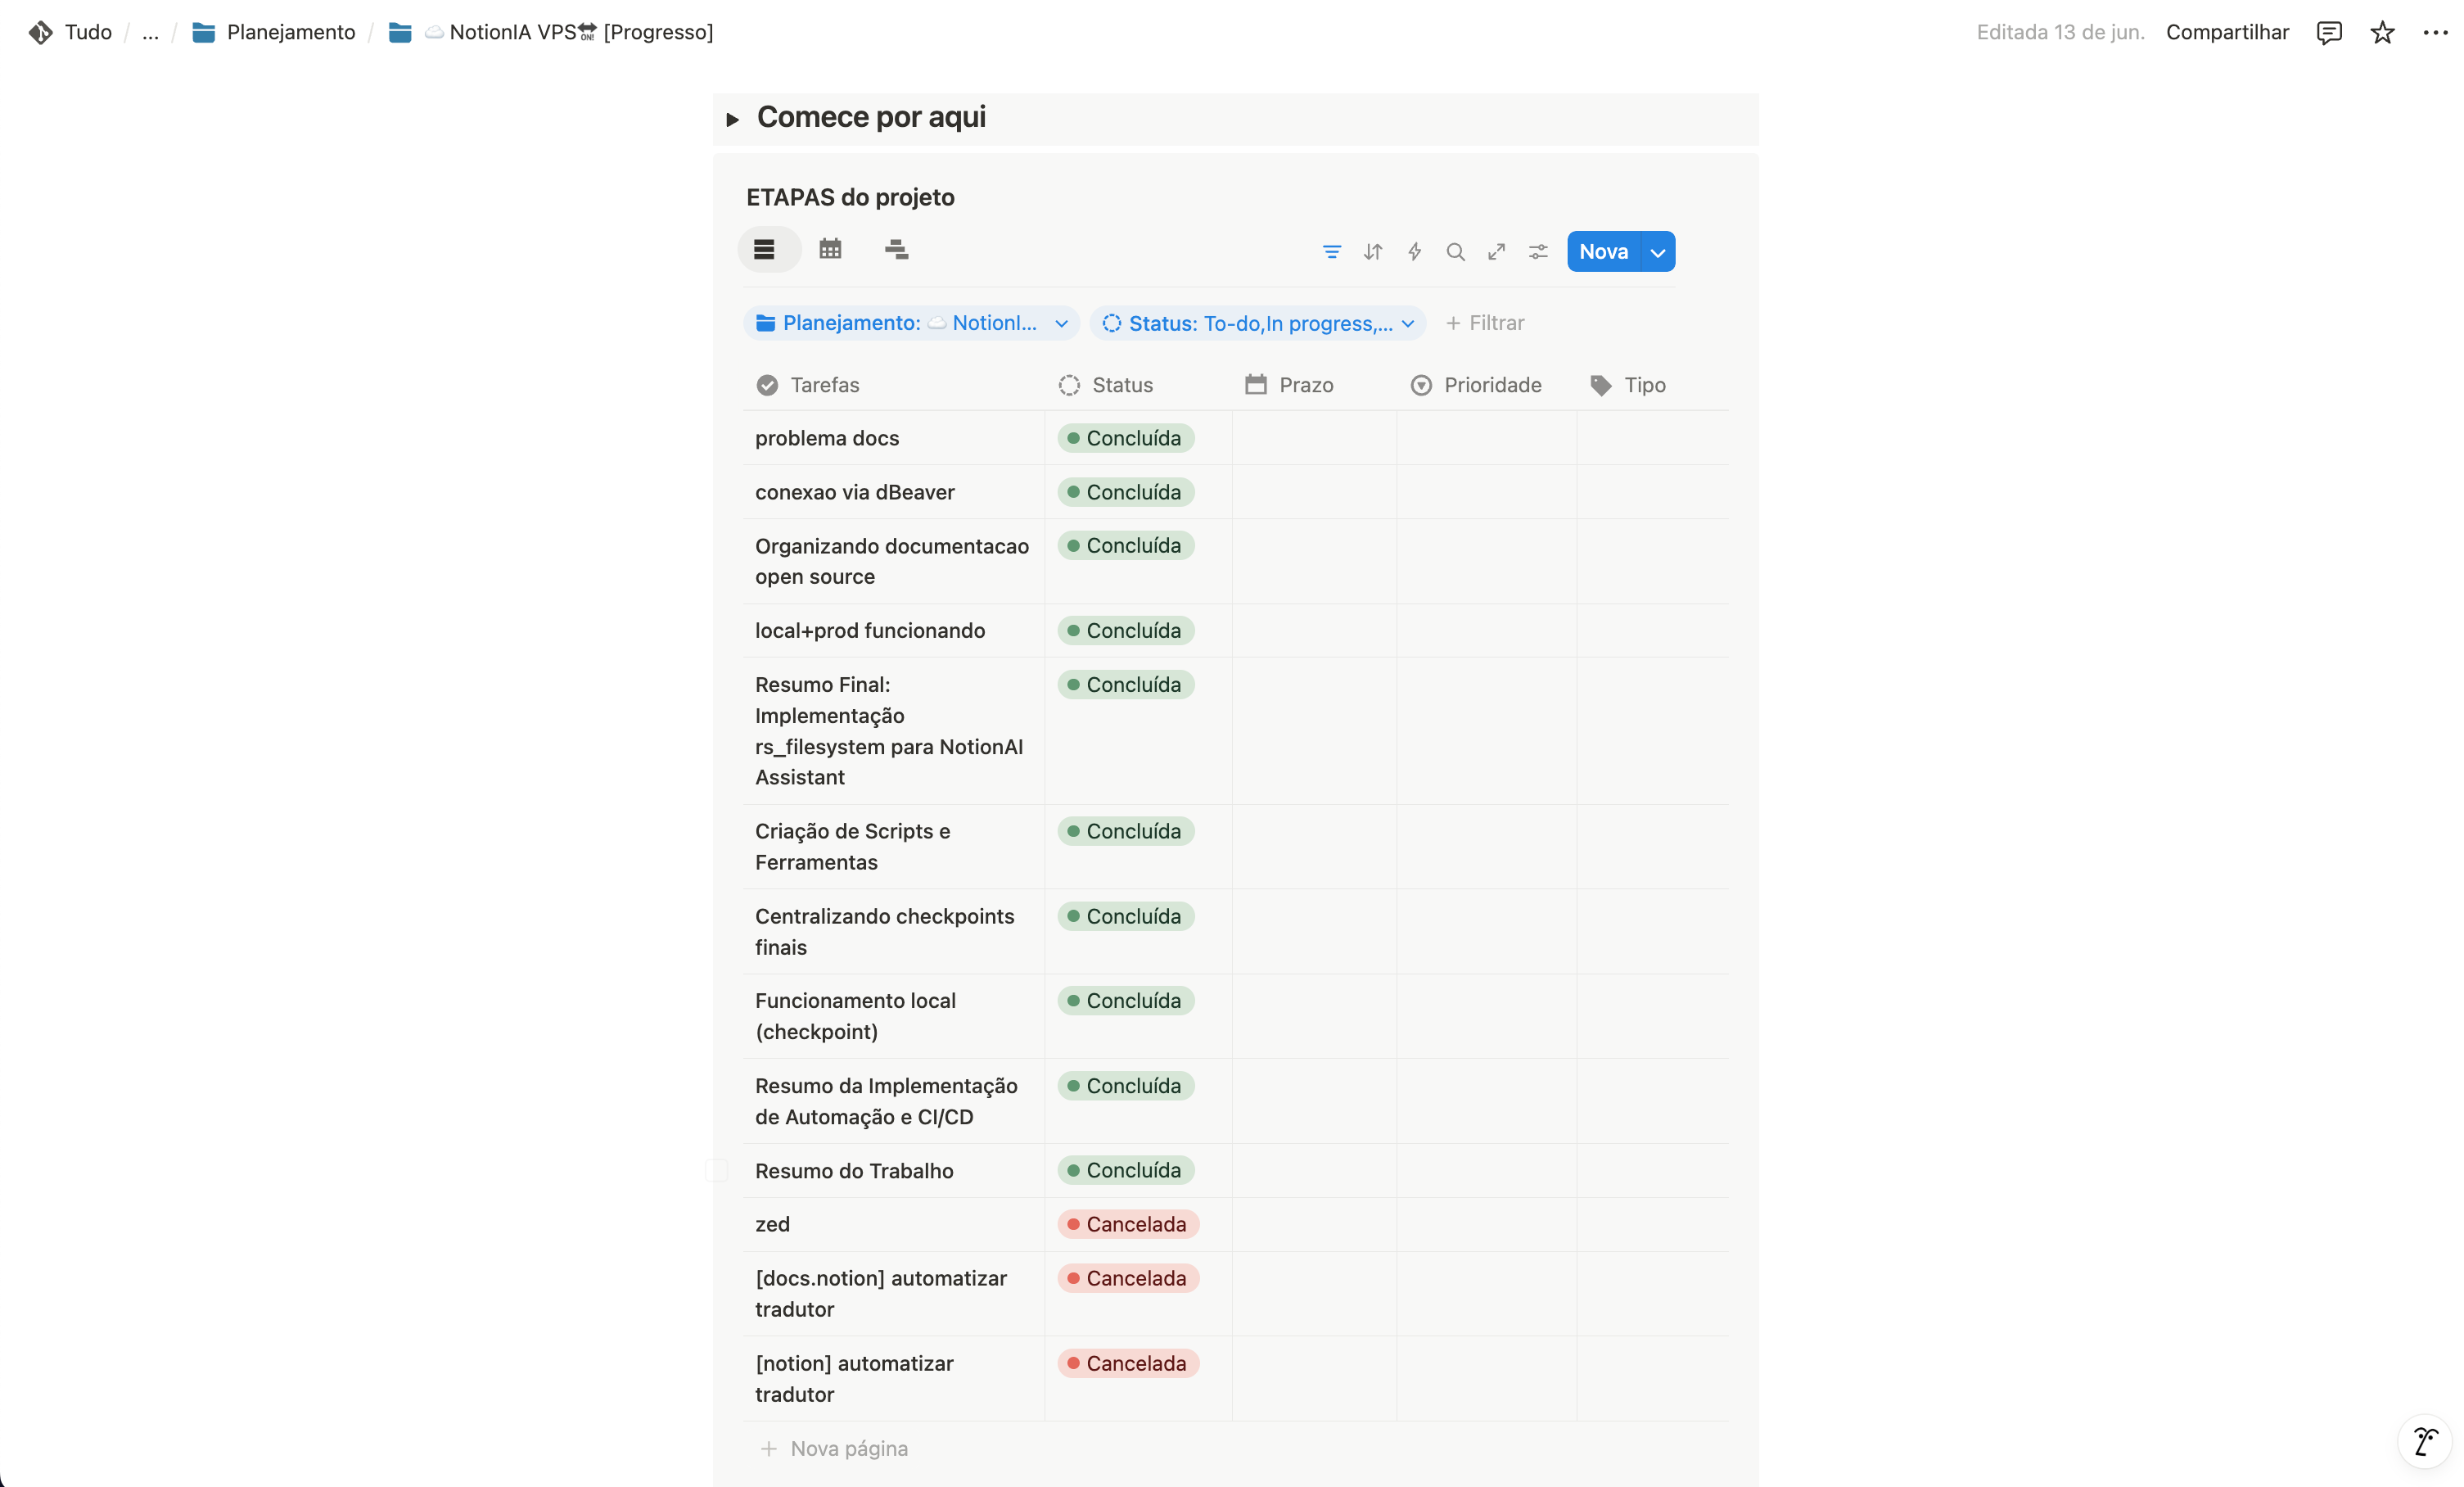 Tudo / ... / Planejamento / NotionIA VPS🔛 [Progresso]
Editada 13 de jun. Compartilhar
Comece por aqui
ETAPAS do projeto
Nova
Planejamento: ☁️ NotionI...
Status: To-do,In progress,...
+ Filtrar
Tarefas Status Prazo Prioridade Tipo
problema docs Concluída
conexao via dBeaver Concluída
Organizando documentacao Concluída
open source
local+prod funcionando Concluída
Resumo Final: Concluída
Implementação
rs_filesystem para NotionAI
Assistant
Criação de Scripts e Concluída
Ferramentas
Centralizando checkpoints Concluída
finais
Funcionamento local Concluída
(checkpoint)
Resumo da Implementação Concluída
de Automação e CI/CD
Resumo do Trabalho Concluída
zed Cancelada
[docs.notion] automatizar Cancelada
tradutor
[notion] automatizar Cancelada
tradutor
+ Nova página